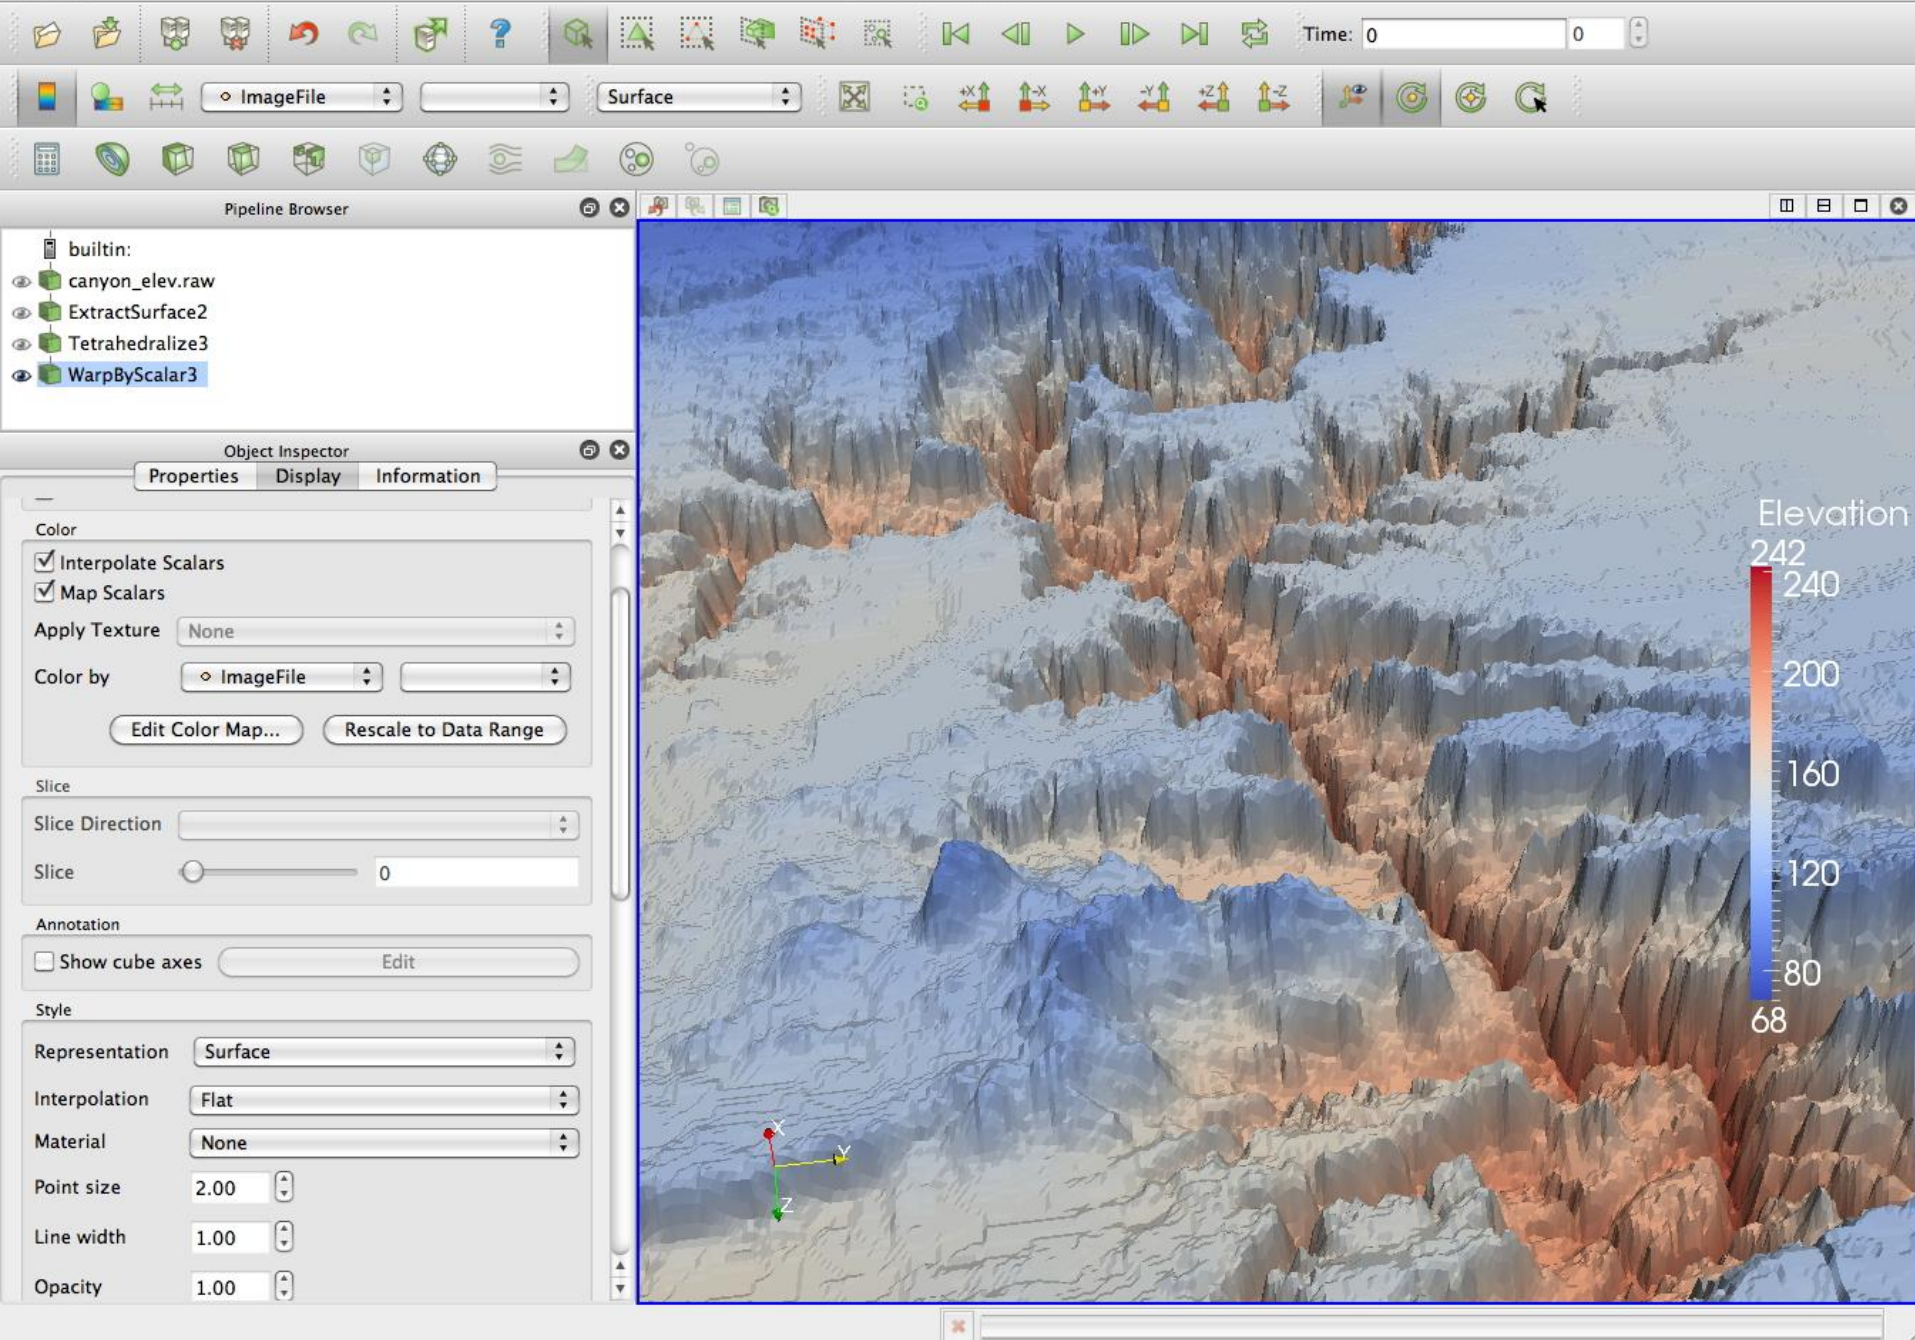 Time: 0 0
ImageFile Surface +X -X +Y -Y +Z -Z
Pipeline Browser
builtin:
canyon_elev.raw
ExtractSurface2
Tetrahedralize3
WarpByScalar3
Object Inspector
Properties Display Information
Color
Interpolate Scalars
Map Scalars
Apply Texture None
Color by ImageFile
Edit Color Map... Rescale to Data Range
Slice
Slice Direction
Slice 0
Annotation
Show cube axes Edit
Style
Representation Surface
Interpolation Flat
Material None
Point size 2.00
Line width 1.00
Opacity 1.00
Elevation
242
240
200
160
120
80
68
X
Y
Z